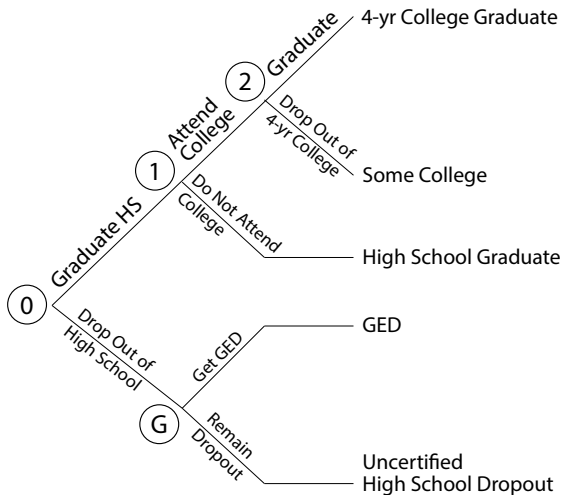 4-yr College Graduate
Graduate
2
Drop Out of
4-yr College
Attend
College
Some College
1
Do Not Attend
College
Graduate HS
High School Graduate
0
Drop Out of
High School
GED
Get GED
G
Remain
Dropout
Uncertified
High School Dropout